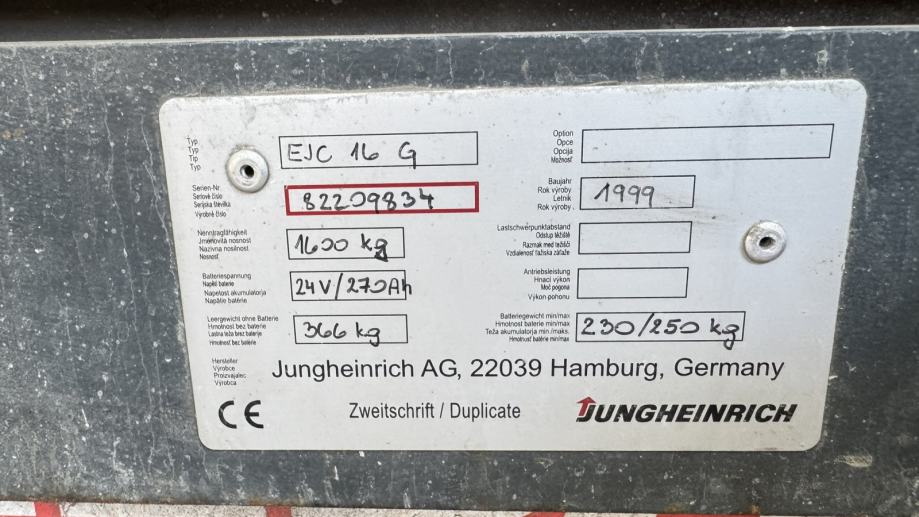 Typ
Typ
Tip
Typ
EJC 16 G
Option
Opce
Opcija
Možnosť
Serien-Nr.
Seriové číslo
Serijska številka
Výrobné číslo
82209834
Baujahr
Rok výroby
Letnik
Rok výroby
1999
Nenntragfähigkeit
Jmenovitá nosnost
Nazivna nosilnost
Nosnosť
1600 kg
Lastschwerpunktabstand
Odstup těžiště
Razmak med težišči
Vzdialenosť ťažiska záťaže
Batteriespannung
Napětí baterie
Napetost akumulatorja
Napätie batérie
24V/270Ah
Antriebsleistung
Hnací výkon
Moč pogona
Výkon pohonu
Leergewicht ohne Batterie
Hmotnost bez baterie
Lastna teža brez baterije
Hmotnosť bez batérie
366 kg
Batteriegewicht min/max
Hmotnost baterie min/max
Teža akumulatorja min./maks.
Hmotnosť batérie min/max
230/250 kg
Hersteller
Výrobce
Proizvajalec
Výrobca
Jungheinrich AG, 22039 Hamburg, Germany
CE
Zweitschrift / Duplicate
JUNGHEINRICH